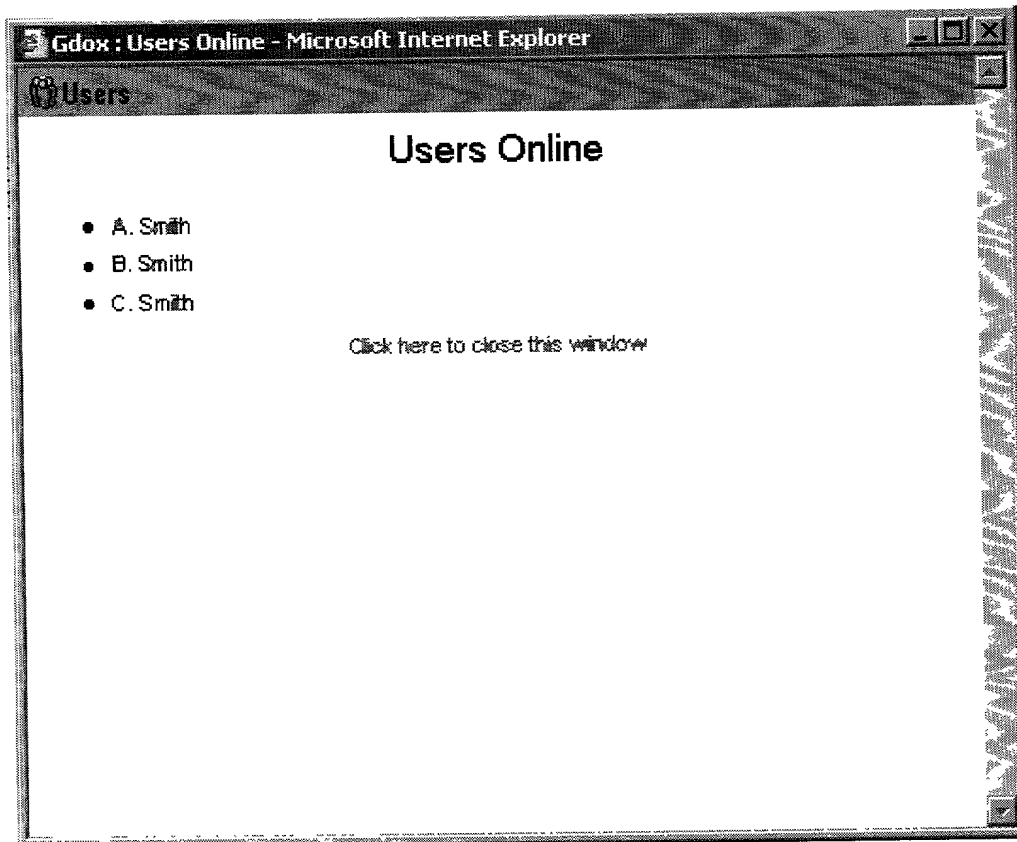 Gdox : Users Online - Microsoft Internet Explorer
Users
Users Online
• A. Smith
• B. Smith
• C. Smith
Click here to close this window